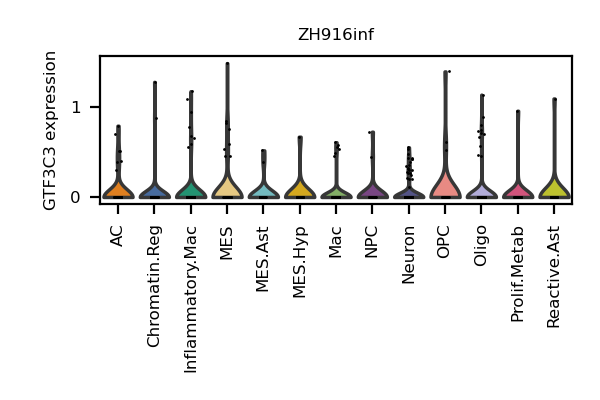 ZH916inf
GTF3C3 expression
1
0
AC
Chromatin.Reg
Inflammatory.Mac
MES
MES.Ast
MES.Hyp
Mac
NPC
Neuron
OPC
Oligo
Prolif.Metab
Reactive.Ast